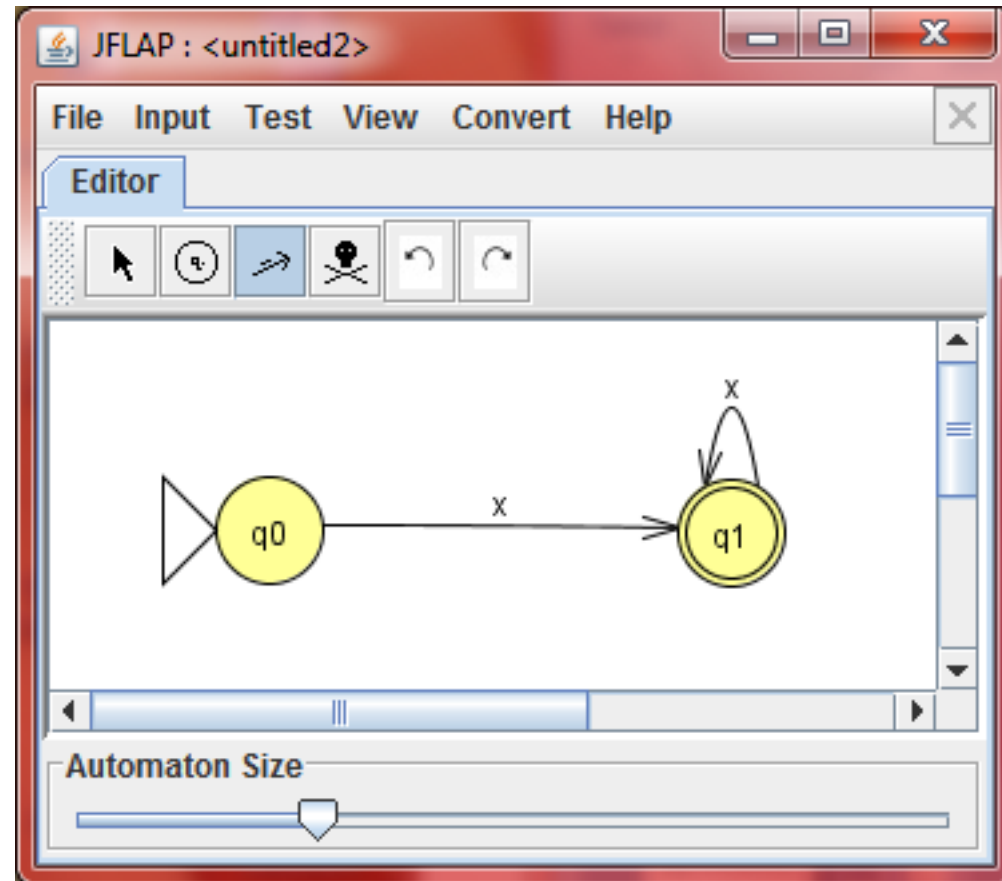 JFLAP : <untitled2>
File Input Test View Convert Help
Editor
q
x
x
q0
q1
Automaton Size